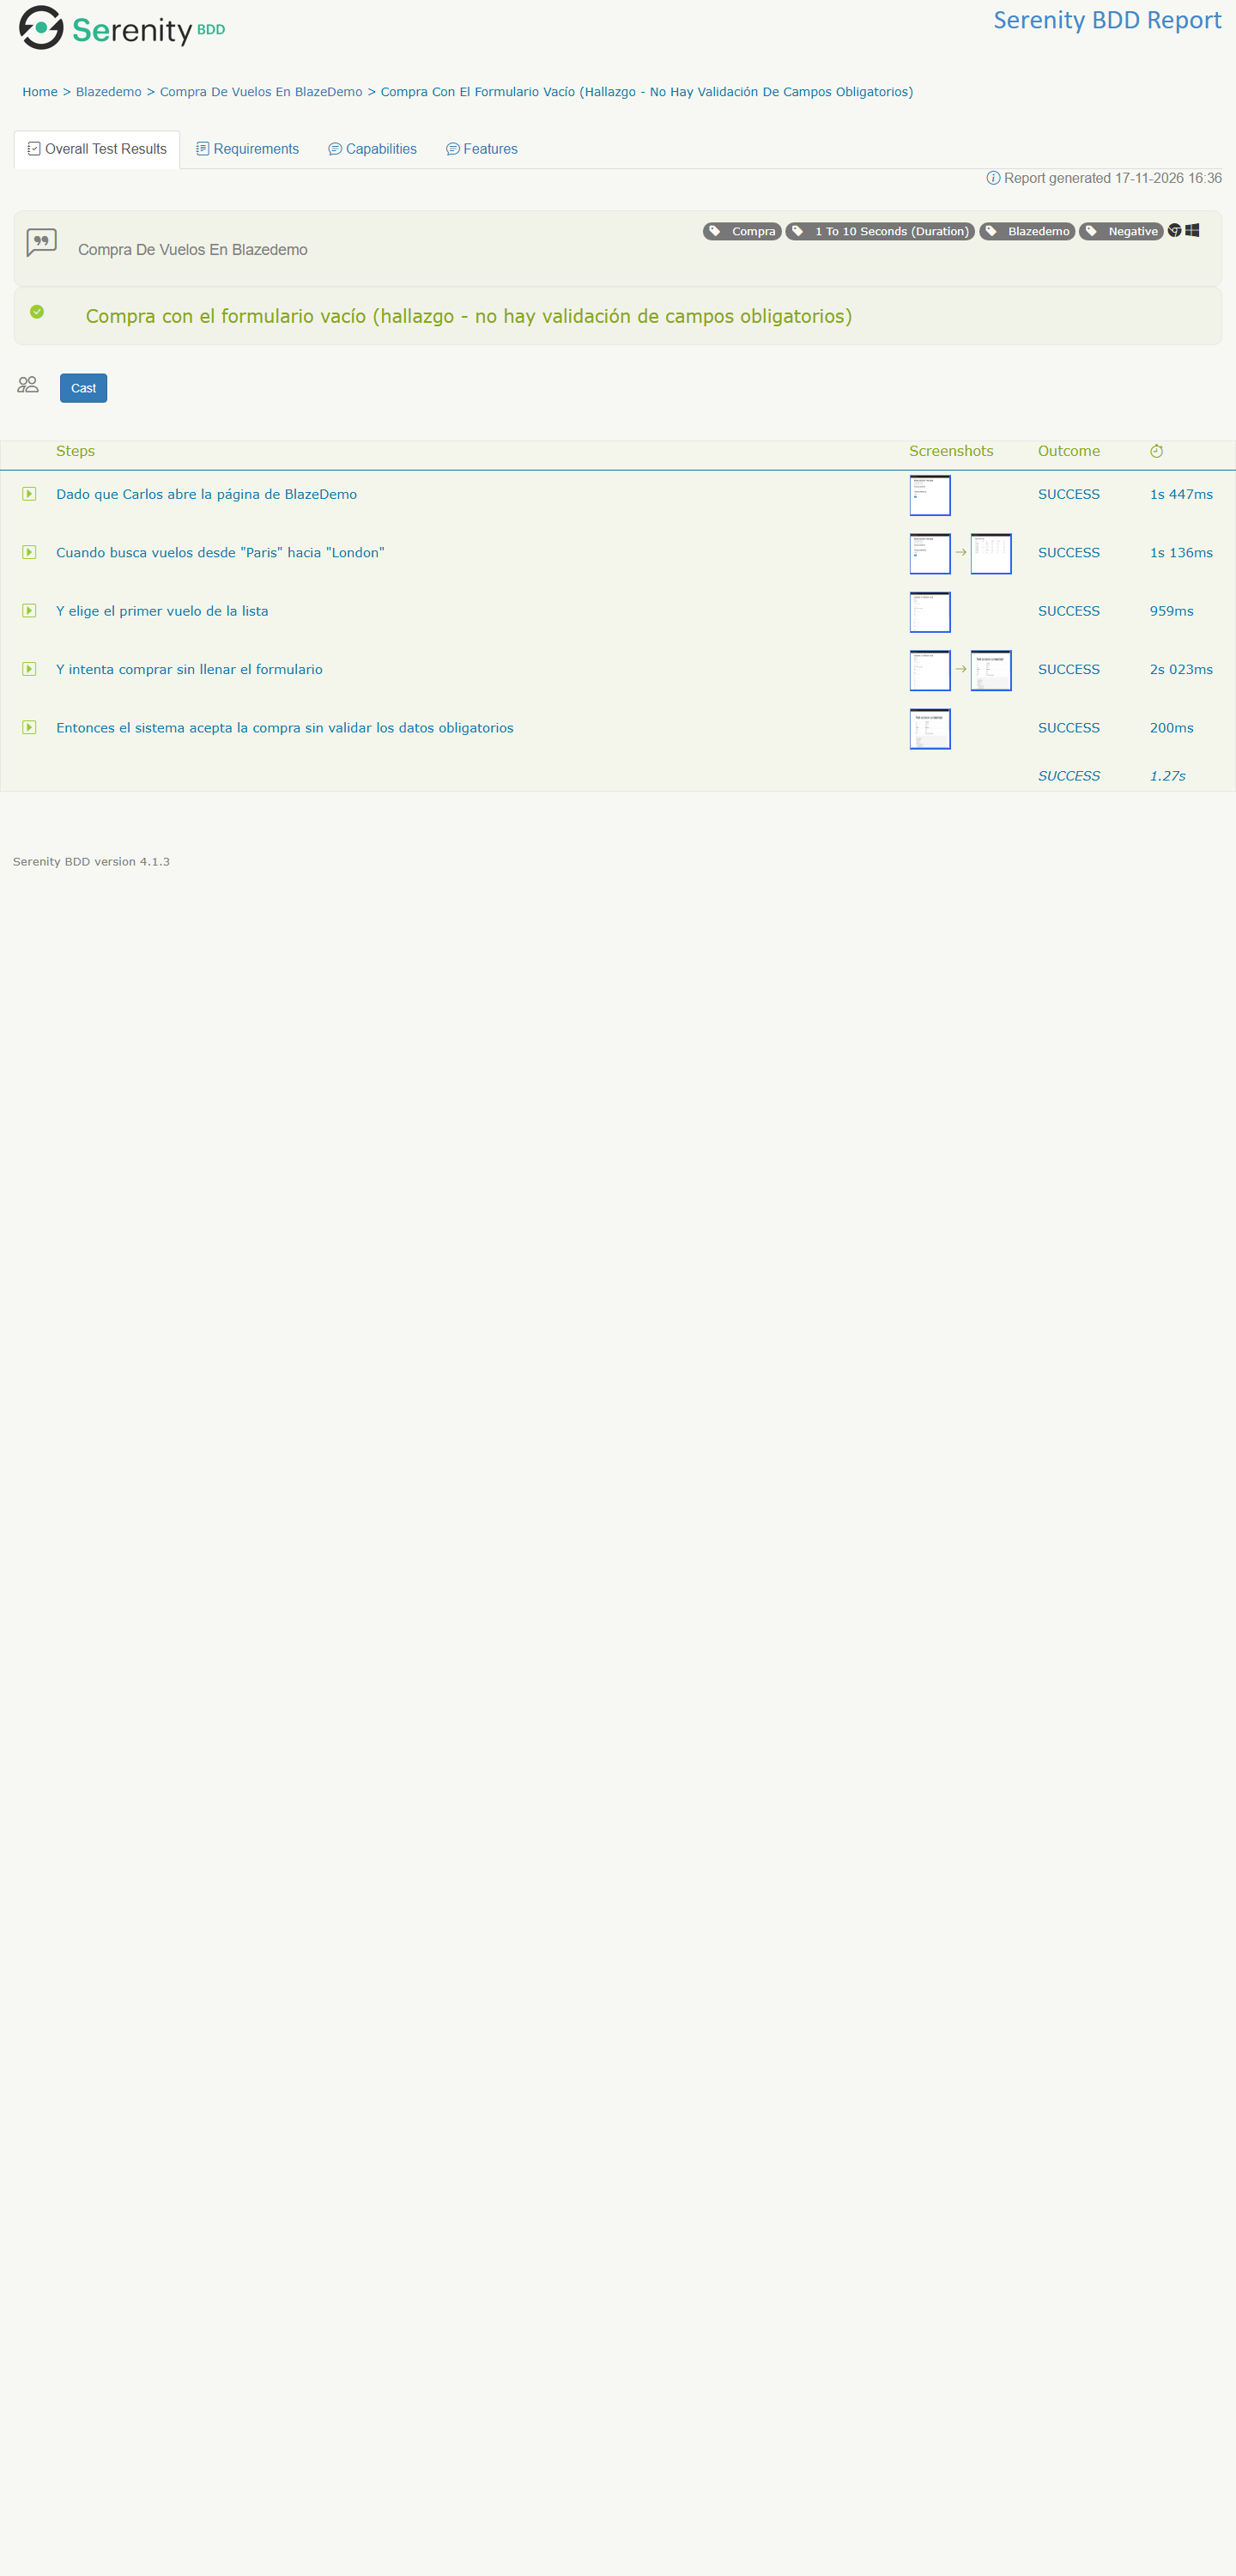 Serenity BDD
Serenity BDD Report
Home > Blazedemo > Compra De Vuelos En BlazeDemo > Compra Con El Formulario Vacío (Hallazgo - No Hay Validación De Campos Obligatorios)
Overall Test Results Requirements Capabilities Features
Report generated 17-11-2026 16:36
Compra 1 To 10 Seconds (Duration) Blazedemo Negative
Compra De Vuelos En Blazedemo
Compra con el formulario vacío (hallazgo - no hay validación de campos obligatorios)
Cast
Steps Screenshots Outcome
Dado que Carlos abre la página de BlazeDemo SUCCESS 1s 447ms
Cuando busca vuelos desde "Paris" hacia "London" SUCCESS 1s 136ms
Y elige el primer vuelo de la lista SUCCESS 959ms
Y intenta comprar sin llenar el formulario SUCCESS 2s 023ms
Entonces el sistema acepta la compra sin validar los datos obligatorios SUCCESS 200ms
SUCCESS 1.27s
Serenity BDD version 4.1.3